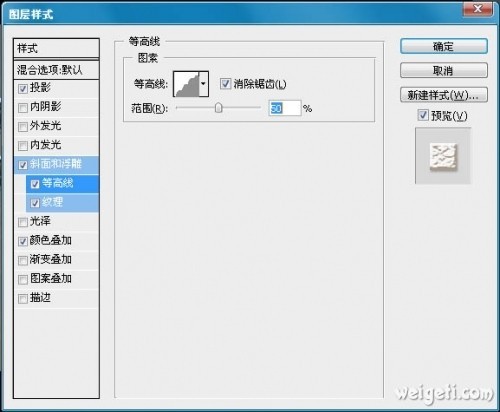 图层样式
样式
混合选项:默认
投影
内阴影
外发光
内发光
斜面和浮雕
等高线
纹理
光泽
颜色叠加
渐变叠加
图案叠加
描边
等高线
图素
等高线:
消除锯齿(L)
范围(R):
50 %
确定
取消
新建样式(W)...
预览(V)
weigeti.com